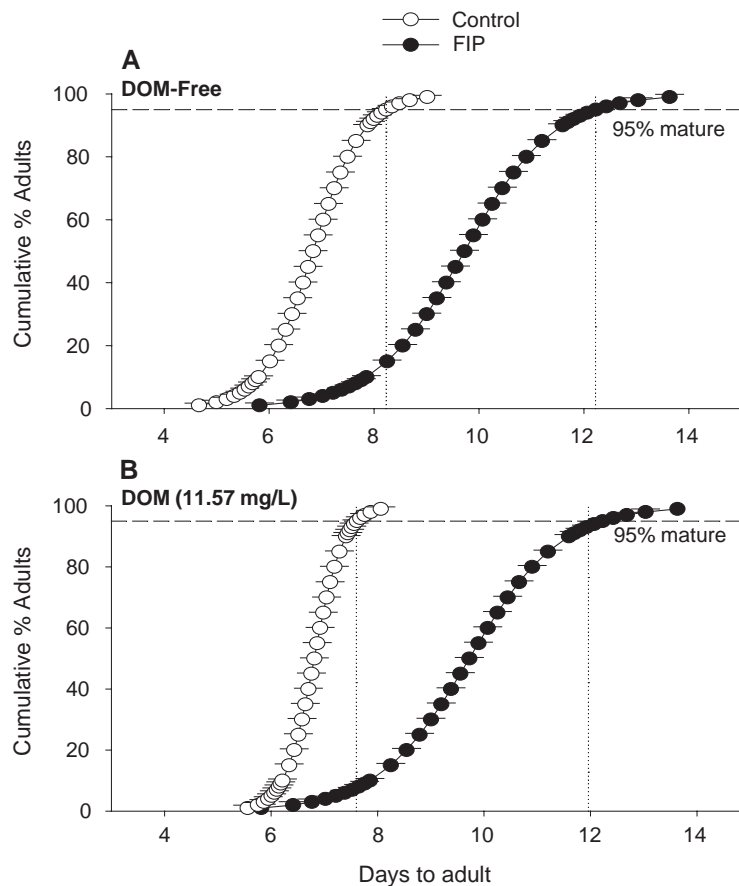 Control
FIP
A
DOM-Free
100
80
60
40
20
0
Cumulative % Adults
95% mature
4 6 8 10 12 14
B
DOM (11.57 mg/L)
100
80
60
40
20
0
Cumulative % Adults
95% mature
4 6 8 10 12 14
Days to adult